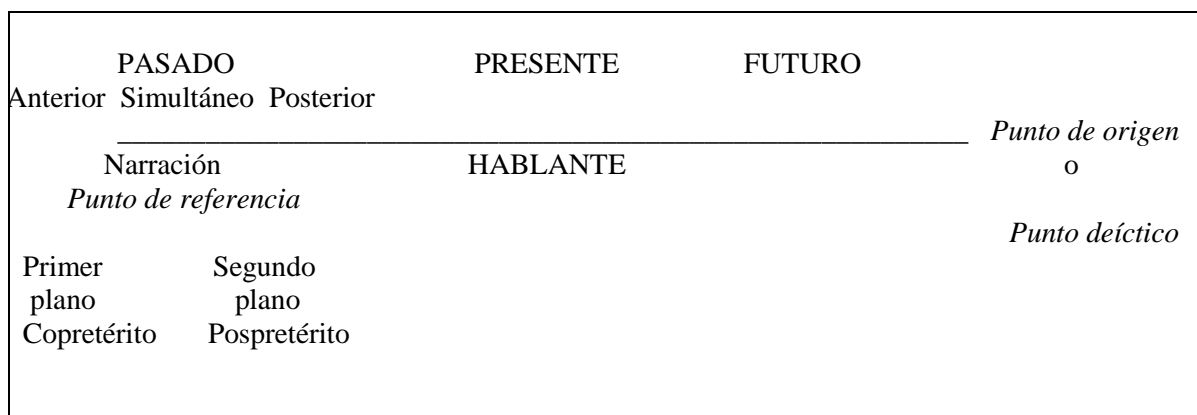 PASADO PRESENTE FUTURO
Anterior Simultáneo Posterior
Punto de origen
Narración HABLANTE o
Punto de referencia
Punto deíctico
Primer Segundo
plano plano
Copretérito Pospretérito